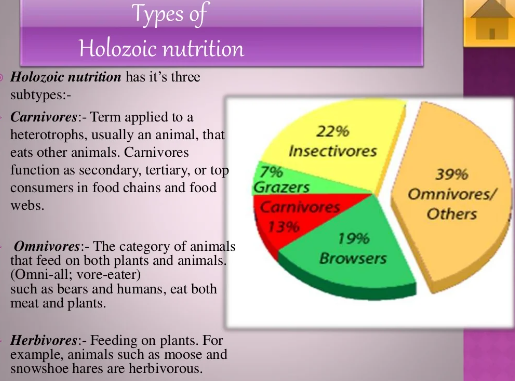 Types of
Holozoic nutrition
Holozoic nutrition has it's three
subtypes:-
Carnivores:- Term applied to a
heterotrophs, usually an animal, that
eats other animals. Carnivores
function as secondary, tertiary, or top
consumers in food chains and food
webs.
Omnivores:- The category of animals
that feed on both plants and animals.
(Omni-all; vore-eater)
such as bears and humans, eat both
meat and plants.
Herbivores:- Feeding on plants. For
example, animals such as moose and
snowshoe hares are herbivorous.
22%
Insectivores
7%
Grazers
Carnivores
13%
19%
Browsers
39%
Omnivores/
Others